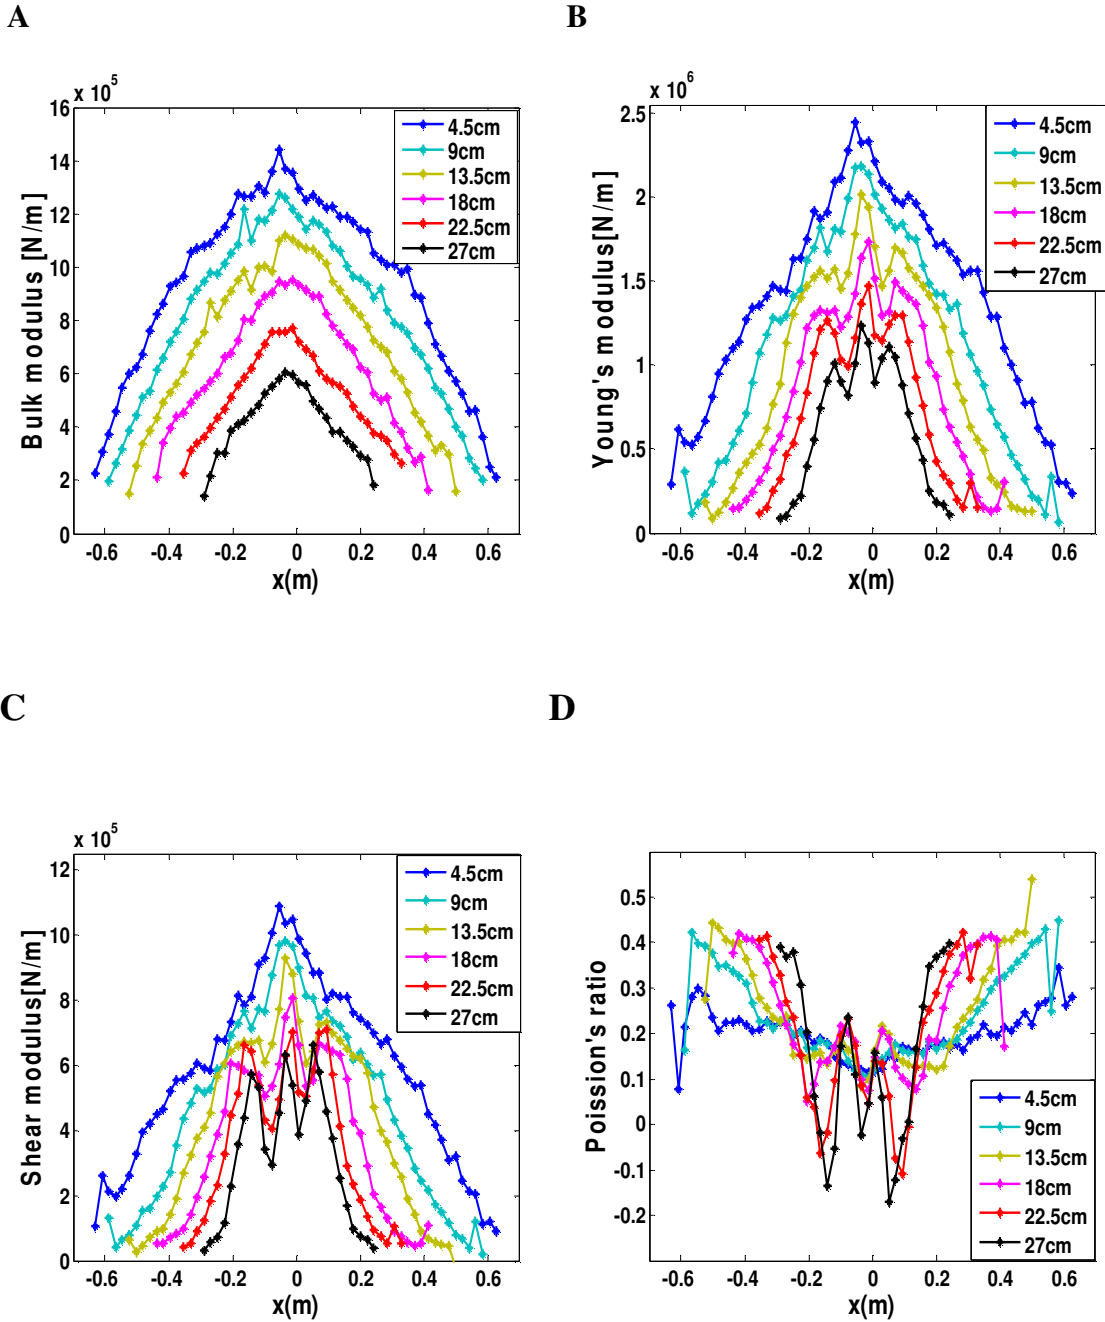 A
B
x 10^5
16
14
12
10
8
6
4
2
0
Bulk modulus [N/m]
-0.6 -0.4 -0.2 0 0.2 0.4 0.6
x(m)
4.5cm
9cm
13.5cm
18cm
22.5cm
27cm
x 10^6
2.5
2
1.5
1
0.5
0
Young's modulus[N/m]
-0.6 -0.4 -0.2 0 0.2 0.4 0.6
x(m)
4.5cm
9cm
13.5cm
18cm
22.5cm
27cm
C
D
x 10^5
12
10
8
6
4
2
0
Shear modulus[N/m]
-0.6 -0.4 -0.2 0 0.2 0.4 0.6
x(m)
4.5cm
9cm
13.5cm
18cm
22.5cm
27cm
0.5
0.4
0.3
0.2
0.1
0
-0.1
-0.2
Poission's ratio
-0.6 -0.4 -0.2 0 0.2 0.4 0.6
x(m)
4.5cm
9cm
13.5cm
18cm
22.5cm
27cm